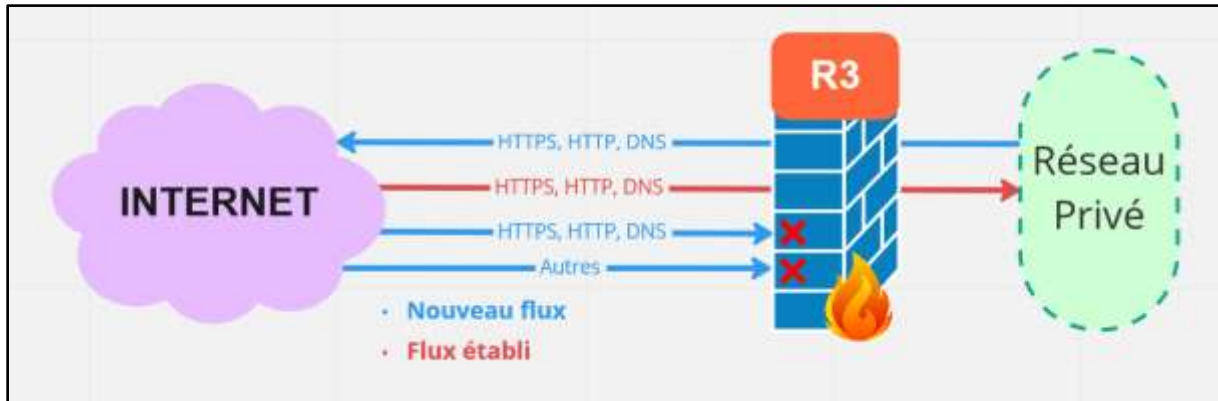 R3
HTTPS, HTTP, DNS
INTERNET
HTTPS, HTTP, DNS
HTTPS, HTTP, DNS
Autres
Réseau
Privé
• Nouveau flux
• Flux établi